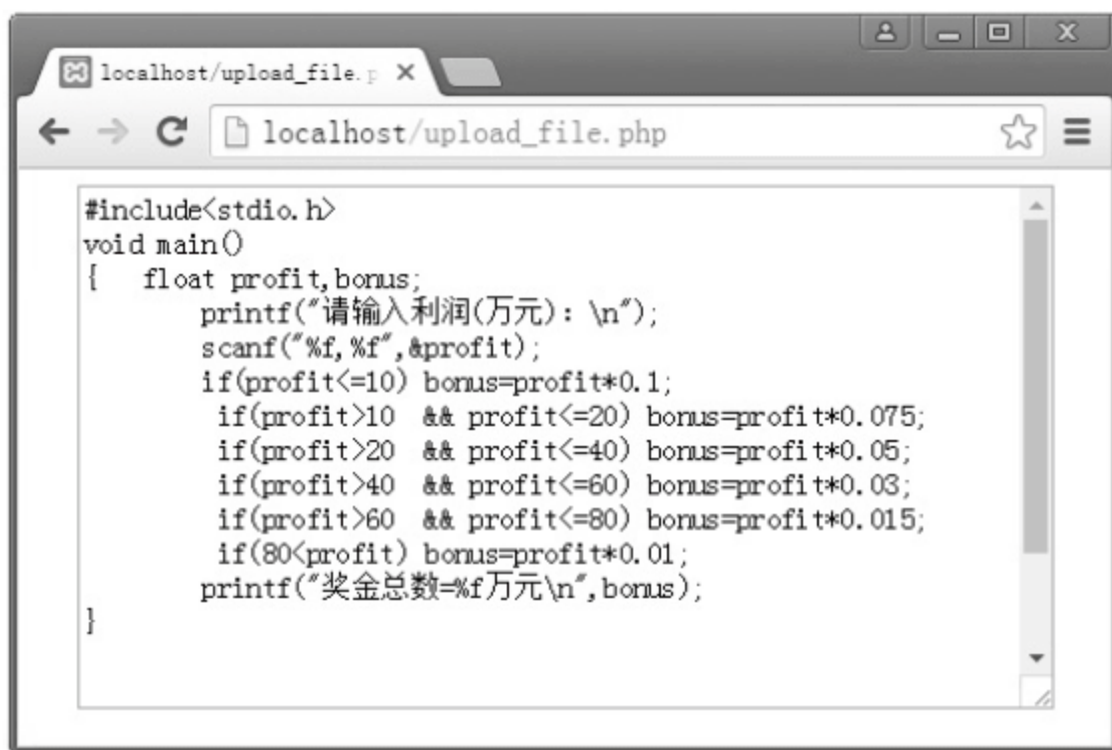 localhost/upload_file.p
localhost/upload_file.php
#include<stdio.h>
void main()
{   float profit,bonus;
        printf("请输入利润(万元)：\n");
        scanf("%f,%f",&profit);
        if(profit<=10) bonus=profit*0.1;
         if(profit>10  && profit<=20) bonus=profit*0.075;
         if(profit>20  && profit<=40) bonus=profit*0.05;
         if(profit>40  && profit<=60) bonus=profit*0.03;
         if(profit>60  && profit<=80) bonus=profit*0.015;
         if(80<profit) bonus=profit*0.01;
        printf("奖金总数=%f万元\n",bonus);
}